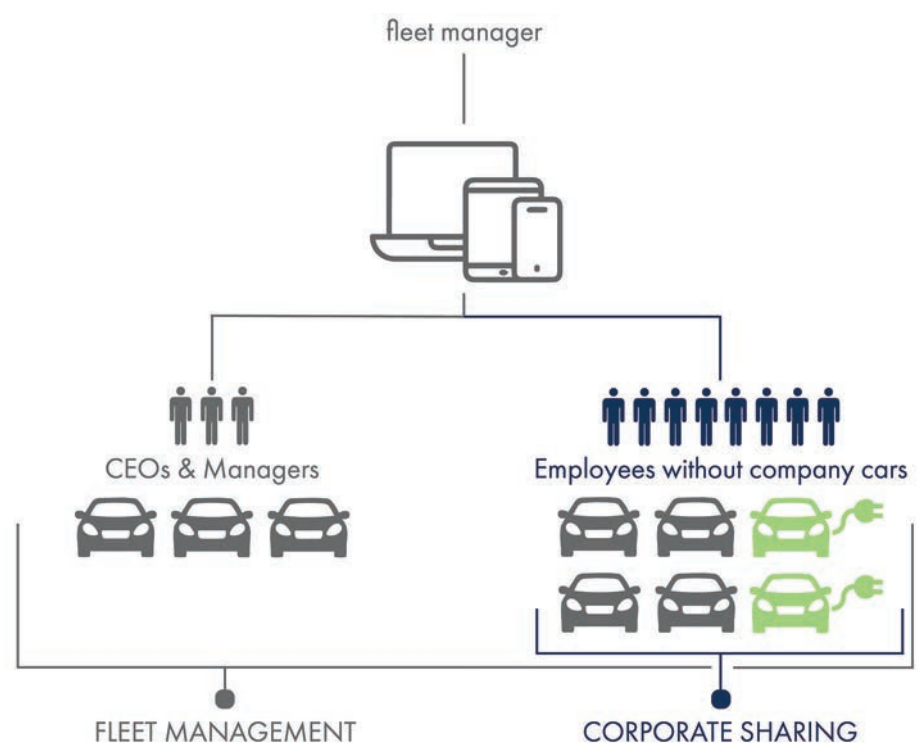 fleet manager
CEOs & Managers
Employees without company cars
FLEET MANAGEMENT
CORPORATE SHARING